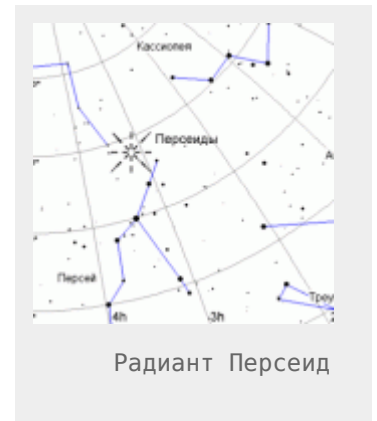 Кассиопея
Персеиды
Персей
Треу
4h
3h
Радиант Персеид